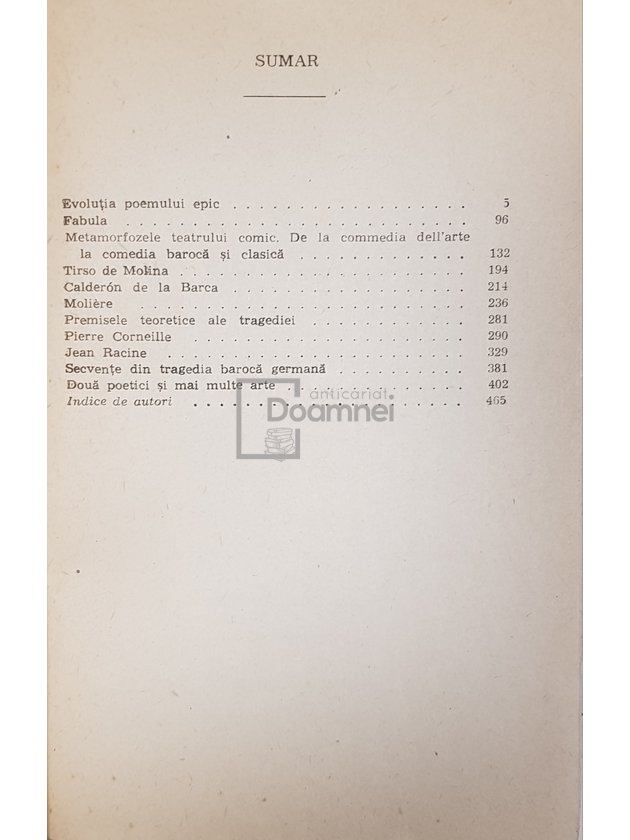 SUMAR
Evoluția poemului epic . . . . . . . . . . . . . . . . . . 5
Fabula . . . . . . . . . . . . . . . . . . . . . . . . . . 96
Metamorfozele teatrului comic. De la commedia dell'arte
la comedia barocă și clasică . . . . . . . . . . . . . 132
Tirso de Molina . . . . . . . . . . . . . . . . . . . . . . 194
Calderón de la Barca . . . . . . . . . . . . . . . . . . . 214
Molière . . . . . . . . . . . . . . . . . . . . . . . . . 236
Premisele teoretice ale tragediei . . . . . . . . . . . . 281
Pierre Corneille . . . . . . . . . . . . . . . . . . . . . . 290
Jean Racine . . . . . . . . . . . . . . . . . . . . . . . 329
Secvențe din tragedia barocă germană . . . . . . . . . . 381
Două poetici și mai multe arte . . . . . . . . . . . . . . 402
Indice de autori . . . . . . . . . . . . . . . . . . . . . 465
anticariat
Doamnei